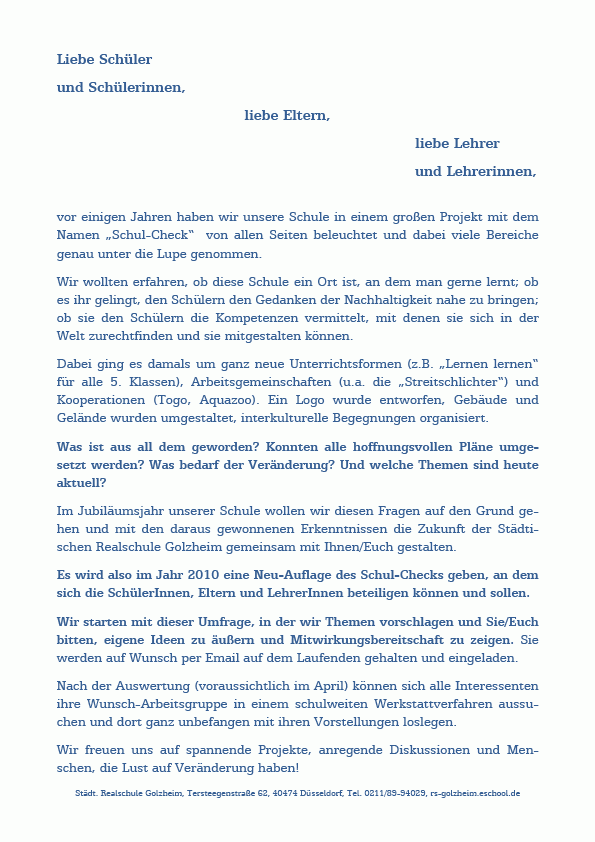 Liebe Schüler
und Schülerinnen,
liebe Eltern,
liebe Lehrer
und Lehrerinnen,
vor einigen Jahren haben wir unsere Schule in einem großen Projekt mit dem
Namen „Schul-Check“ von allen Seiten beleuchtet und dabei viele Bereiche
genau unter die Lupe genommen.
Wir wollten erfahren, ob diese Schule ein Ort ist, an dem man gerne lernt; ob
es ihr gelingt, den Schülern den Gedanken der Nachhaltigkeit nahe zu bringen;
ob sie den Schülern die Kompetenzen vermittelt, mit denen sie sich in der
Welt zurechtfinden und sie mitgestalten können.
Dabei ging es damals um ganz neue Unterrichtsformen (z.B. „Lernen lernen“
für alle 5. Klassen), Arbeitsgemeinschaften (u.a. die „Streitschlichter“) und
Kooperationen (Togo, Aquazoo). Ein Logo wurde entworfen, Gebäude und
Gelände wurden umgestaltet, interkulturelle Begegnungen organisiert.
Was ist aus all dem geworden? Konnten alle hoffnungsvollen Pläne umge-
setzt werden? Was bedarf der Veränderung? Und welche Themen sind heute
aktuell?
Im Jubiläumsjahr unserer Schule wollen wir diesen Fragen auf den Grund ge-
hen und mit den daraus gewonnenen Erkenntnissen die Zukunft der Städti-
schen Realschule Golzheim gemeinsam mit Ihnen/Euch gestalten.
Es wird also im Jahr 2010 eine Neu-Auflage des Schul-Checks geben, an dem
sich die SchülerInnen, Eltern und LehrerInnen beteiligen können und sollen.
Wir starten mit dieser Umfrage, in der wir Themen vorschlagen und Sie/Euch
bitten, eigene Ideen zu äußern und Mitwirkungsbereitschaft zu zeigen. Sie
werden auf Wunsch per Email auf dem Laufenden gehalten und eingeladen.
Nach der Auswertung (voraussichtlich im April) können sich alle Interessenten
ihre Wunsch-Arbeitsgruppe in einem schulweiten Werkstattverfahren aussu-
chen und dort ganz unbefangen mit ihren Vorstellungen loslegen.
Wir freuen uns auf spannende Projekte, anregende Diskussionen und Men-
schen, die Lust auf Veränderung haben!
Städt. Realschule Golzheim, Tersteegenstraße 62, 40474 Düsseldorf, Tel. 0211/89-94029, rs-golzheim.eschool.de